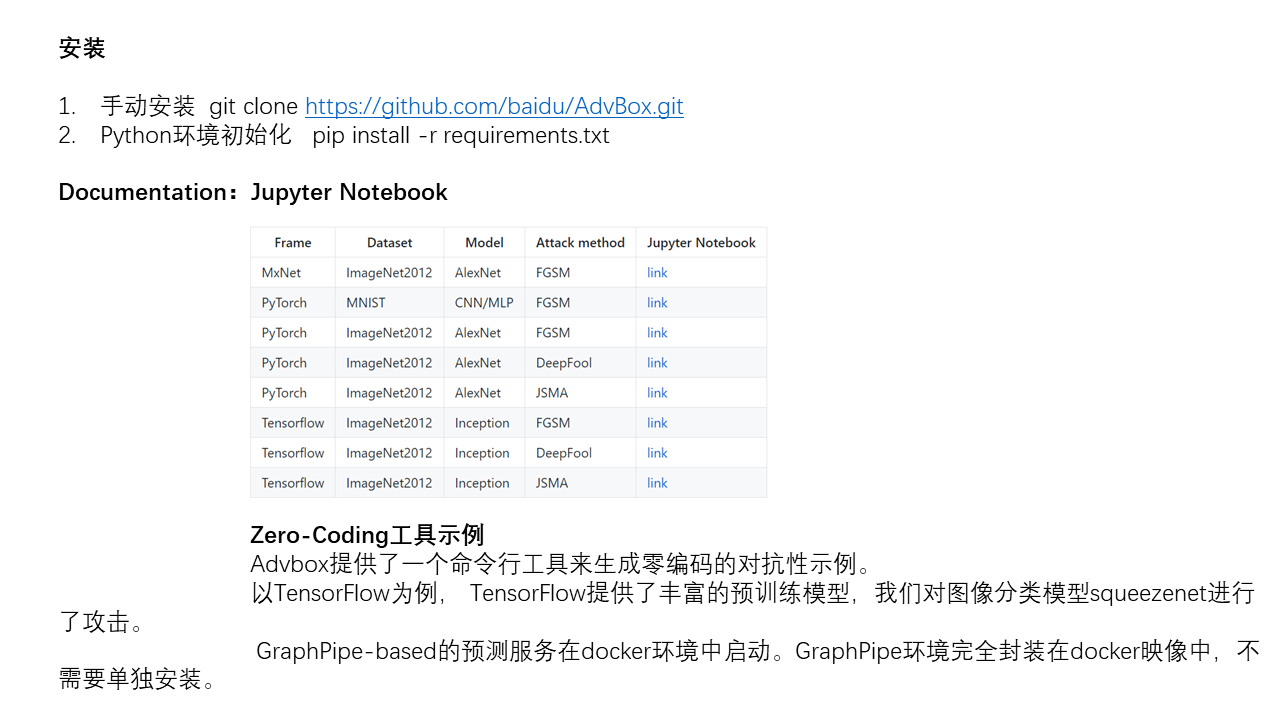 安装
1. 手动安装 git clone https://github.com/baidu/AdvBox.git
2. Python环境初始化 pip install -r requirements.txt
Documentation：Jupyter Notebook
Frame Dataset Model Attack method Jupyter Notebook
MxNet ImageNet2012 AlexNet FGSM link
PyTorch MNIST CNN/MLP FGSM link
PyTorch ImageNet2012 AlexNet FGSM link
PyTorch ImageNet2012 AlexNet DeepFool link
PyTorch ImageNet2012 AlexNet JSMA link
Tensorflow ImageNet2012 Inception FGSM link
Tensorflow ImageNet2012 Inception DeepFool link
Tensorflow ImageNet2012 Inception JSMA link
Zero-Coding工具示例
Advbox提供了一个命令行工具来生成零编码的对抗性示例。
以TensorFlow为例， TensorFlow提供了丰富的预训练模型，我们对图像分类模型squeezenet进行
了攻击。
GraphPipe-based的预测服务在docker环境中启动。GraphPipe环境完全封装在docker映像中，不
需要单独安装。